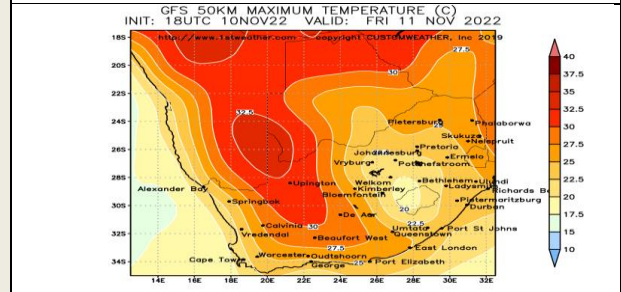 GFS 50KM MAXIMUM TEMPERATURE (C)
INIT: 18UTC 10NOV22 VALID: FRI 11 NOV 2022
http://www.1stweather.com — copyright CUSTOMWEATHER, Inc 2019
18S
20S
22S
24S
26S
28S
30S
32S
34S
27.5
30
32.5
Pietersburg
Phalaborwa
Skukuza
Nelspruit
Johannesburg
Pretoria
Vryburg
Potchefstroom
Ermelo
Alexander Bay
Upington
Welkom
Kimberley
Bloemfontein
Bethlehem
Ulundi
Ladysmith
Richards B
Springbok
20
Pietermaritzburg
Durban
De Aar
Calvinia
30
22.5
Vredendal
Beaufort West
Umtata
Queenstown
Port St Johns
27.5
East London
Cape Town
Worcester
Oudtshoorn
George
25
Port Elizabeth
14E 16E 18E 20E 22E 24E 26E 28E 30E 32E
40
37.5
35
32.5
30
27.5
25
22.5
20
17.5
15
10